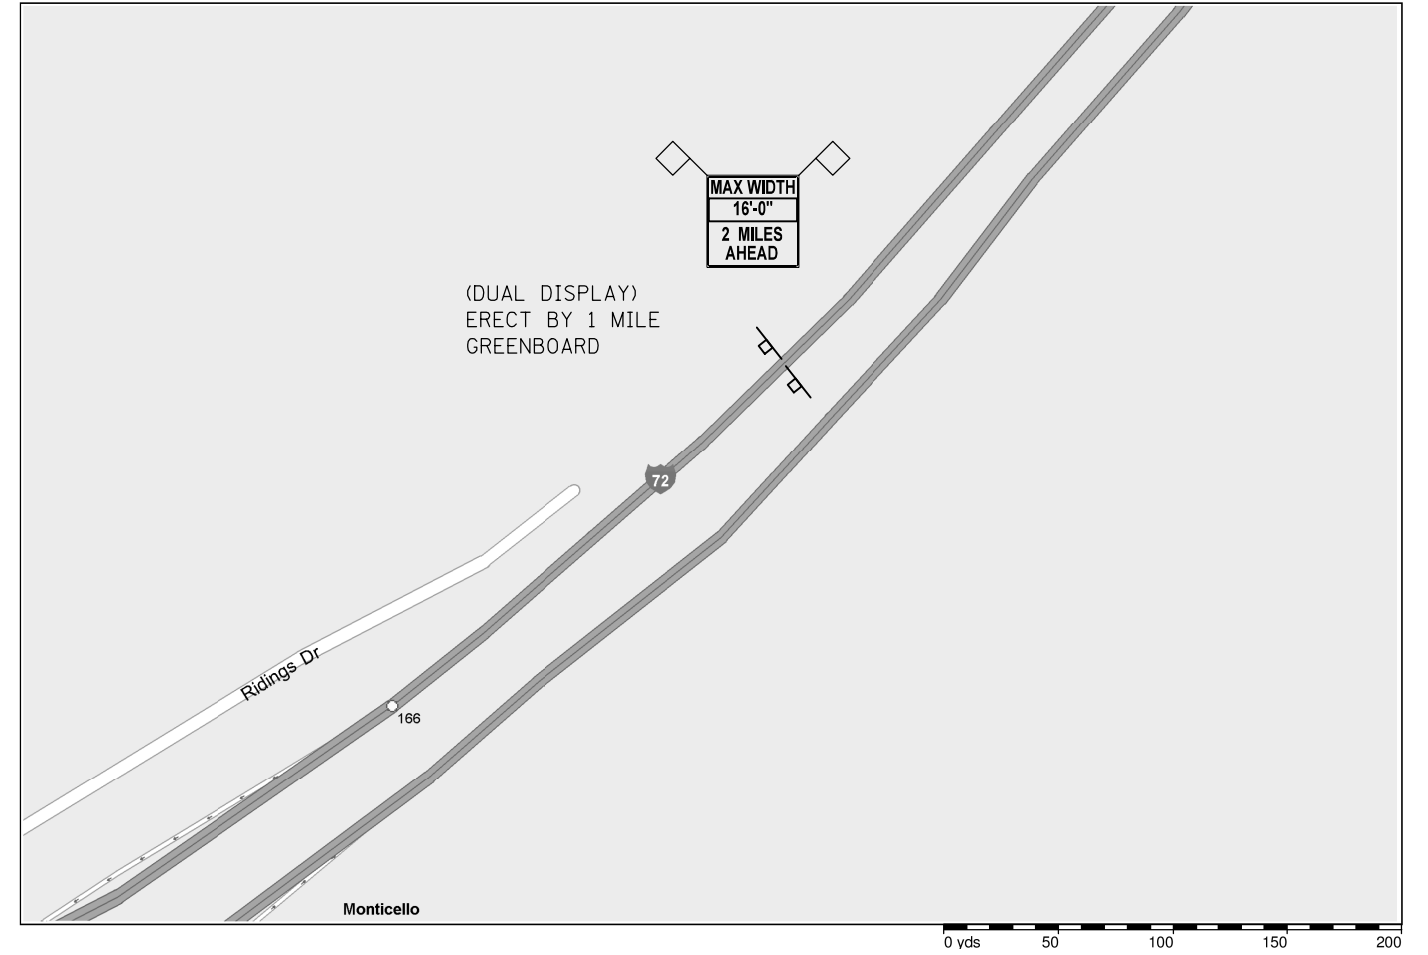 MAX WIDTH
16'-0"
2 MILES
AHEAD
(DUAL DISPLAY)
ERECT BY 1 MILE
GREENBOARD
72
Ridings Dr
166
Monticello
0 yds 50 100 150 200